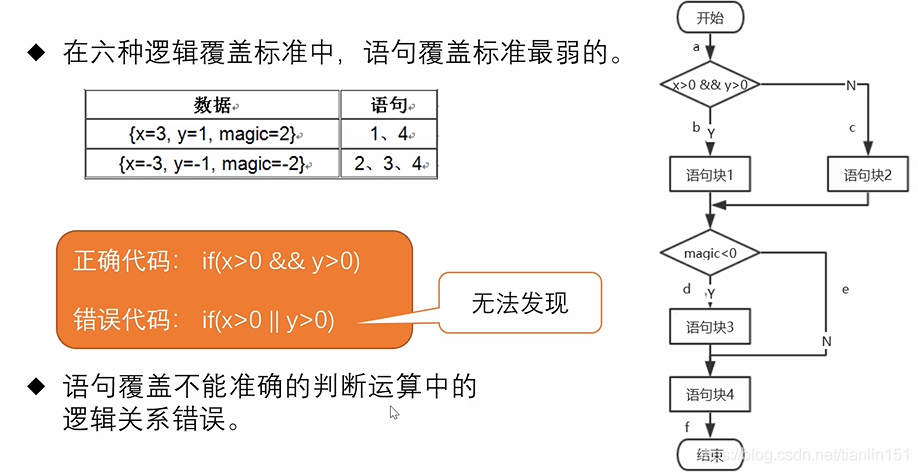 在六种逻辑覆盖标准中，语句覆盖标准最弱的。
数据 语句
{x=3, y=1, magic=2} 1、4
{x=-3, y=-1, magic=-2} 2、3、4
正确代码： if(x>0 && y>0)
错误代码： if(x>0 || y>0)
无法发现
语句覆盖不能准确的判断运算中的
逻辑关系错误。
开始
a
x>0 && y>0
N
b
Y
c
语句块1
语句块2
magic<0
d
Y
e
语句块3
N
语句块4
f
结束
https://blog.csdn.net/tianlin151